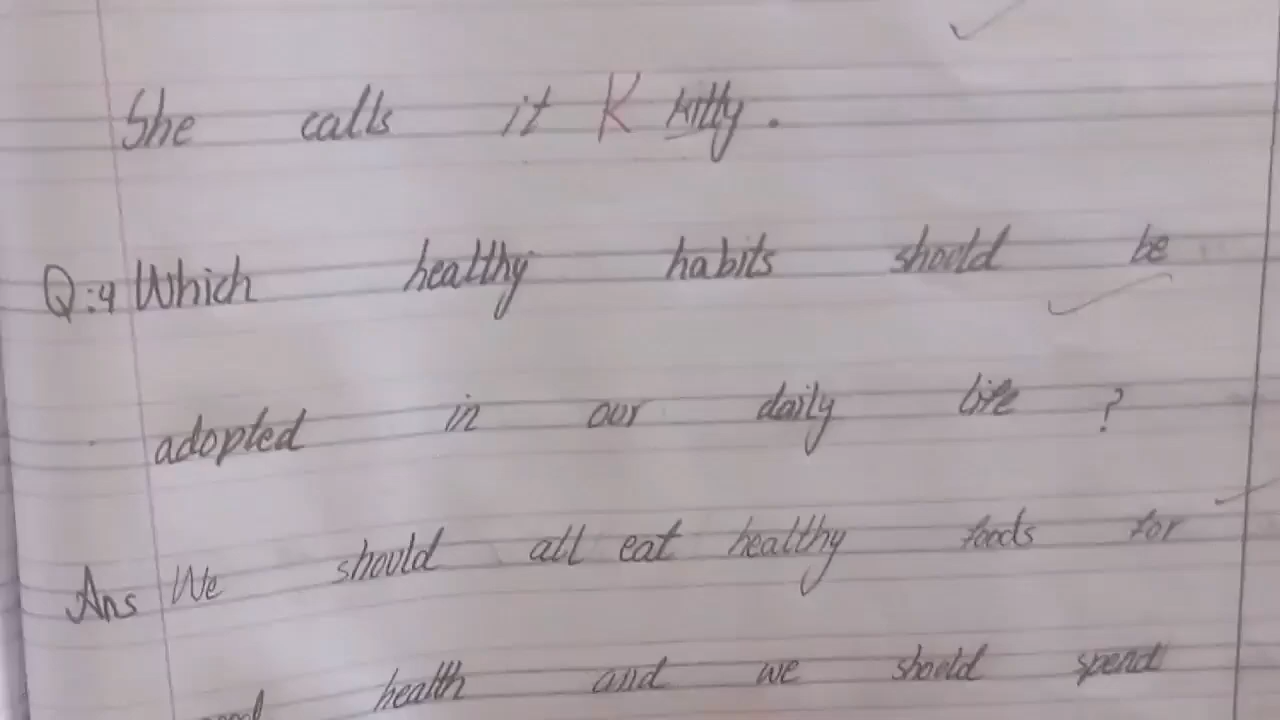 She calls it K kitty.
Q:4 Which healthy habits should be
adopted in our daily life ?
Ans We should all eat healthy foods for
health and we should spend